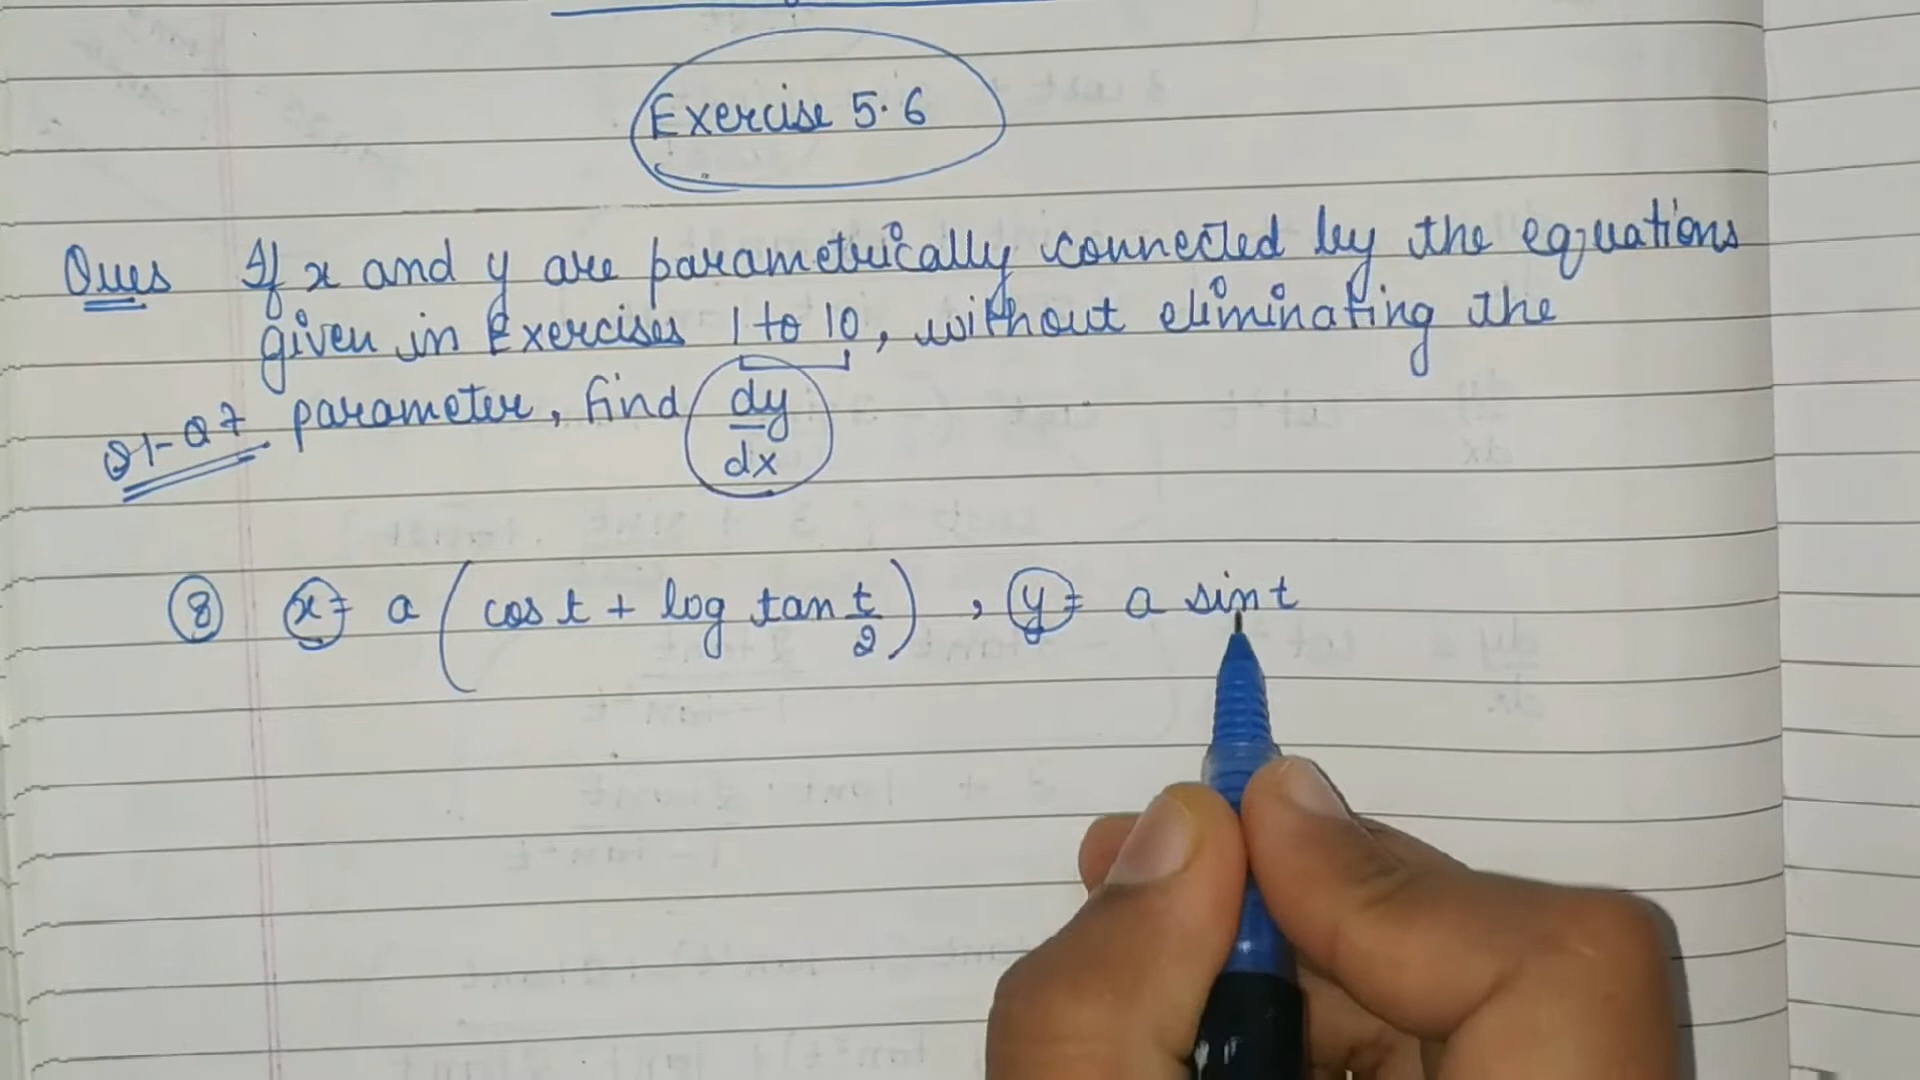 Exercise 5.6
Ques If x and y are parametrically connected by the equations
given in Exercises 1 to 10, without eliminating the
Q1-Q7 parameter, find dy/dx
⑧ x = a (cos t + log tan t/2), y = a sin t